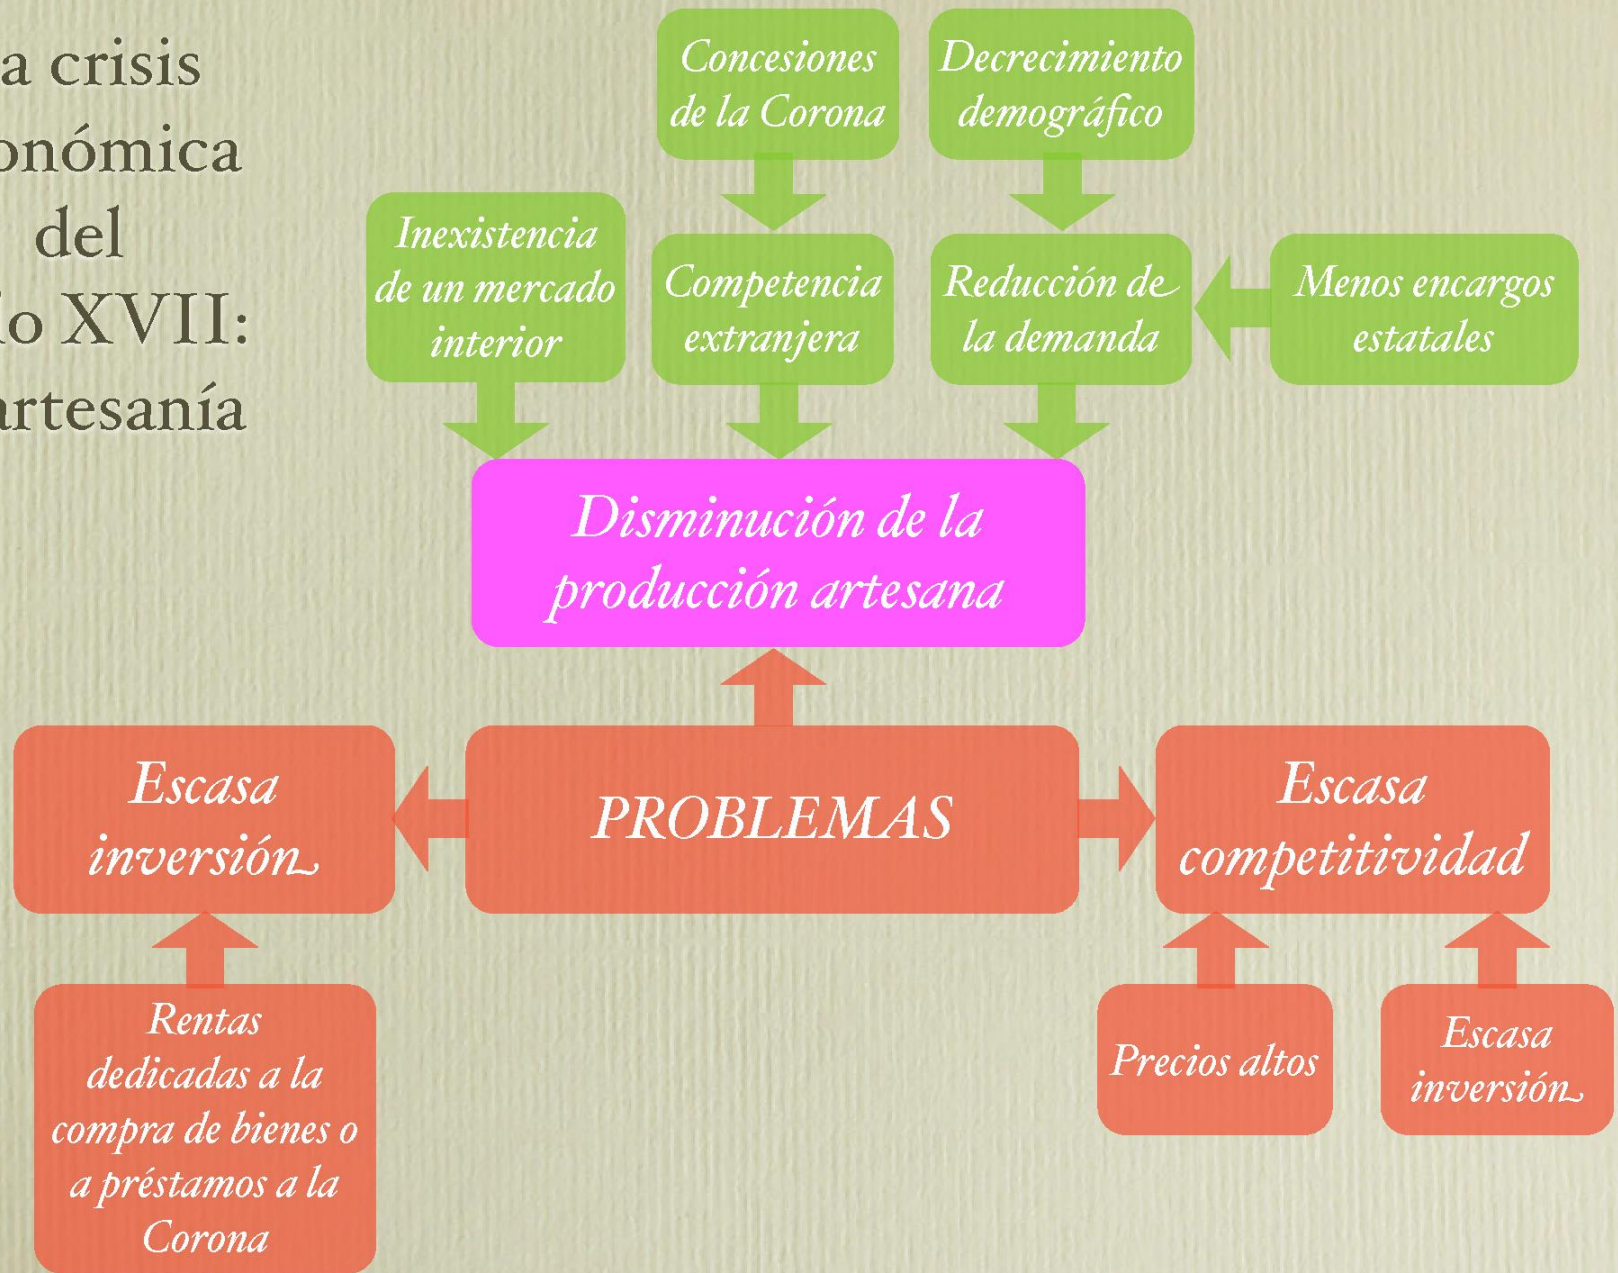 a crisis
onómica
del
o XVII:
artesanía
Concesiones
de la Corona
Decrecimiento
demográfico
Inexistencia
de un mercado
interior
Competencia
extranjera
Reducción de
la demanda
Menos encargos
estatales
Disminución de la
producción artesana
Escasa
inversión
PROBLEMAS
Escasa
competitividad
Rentas
dedicadas a la
compra de bienes o
a préstamos a la
Corona
Precios altos
Escasa
inversión